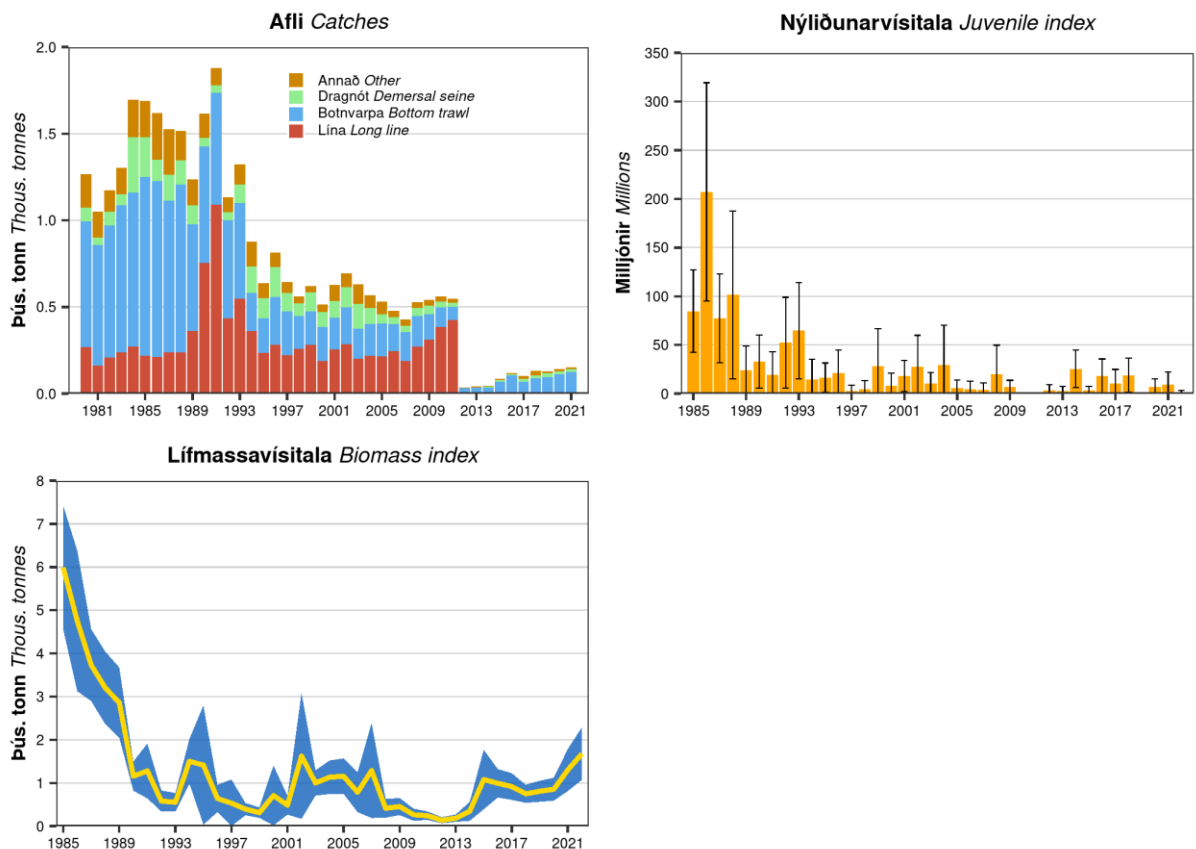 Afli Catches
Þús. tonn Thous. tonnes
2.0
1.5
1.0
0.5
0.0
Annað Other
Dragnót Demersal seine
Botnvarpa Bottom trawl
Lína Long line
1981 1985 1989 1993 1997 2001 2005 2009 2013 2017 2021
Nýliðunarvísitala Juvenile index
Milljónir Millions
350
300
250
200
150
100
50
0
1985 1989 1993 1997 2001 2005 2009 2013 2017 2021
Lífmassavísitala Biomass index
Þús. tonn Thous. tonnes
8
7
6
5
4
3
2
1
0
1985 1989 1993 1997 2001 2005 2009 2013 2017 2021